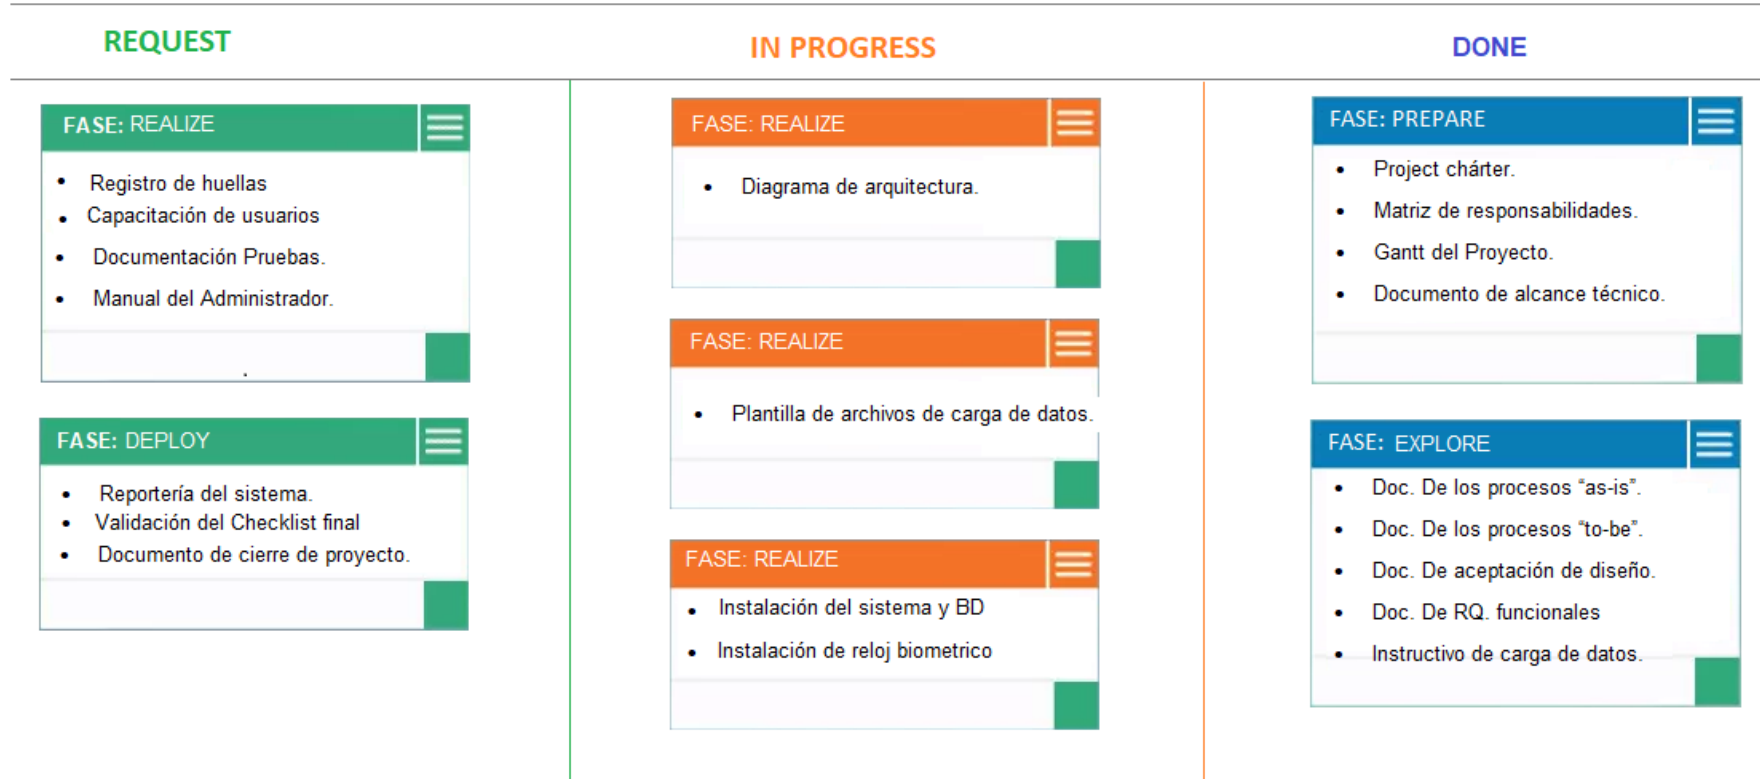 REQUEST
FASE: REALIZE
• Registro de huellas
• Capacitación de usuarios
• Documentación Pruebas.
• Manual del Administrador.
.
FASE: DEPLOY
• Reportería del sistema.
• Validación del Checklist final
• Documento de cierre de proyecto.
IN PROGRESS
FASE: REALIZE
• Diagrama de arquitectura.
FASE: REALIZE
• Plantilla de archivos de carga de datos.
FASE: REALIZE
• Instalación del sistema y BD
• Instalación de reloj biometrico
DONE
FASE: PREPARE
• Project chárter.
• Matriz de responsabilidades.
• Gantt del Proyecto.
• Documento de alcance técnico.
FASE: EXPLORE
• Doc. De los procesos “as-is”.
• Doc. De los procesos “to-be”.
• Doc. De aceptación de diseño.
• Doc. De RQ. funcionales
• Instructivo de carga de datos.